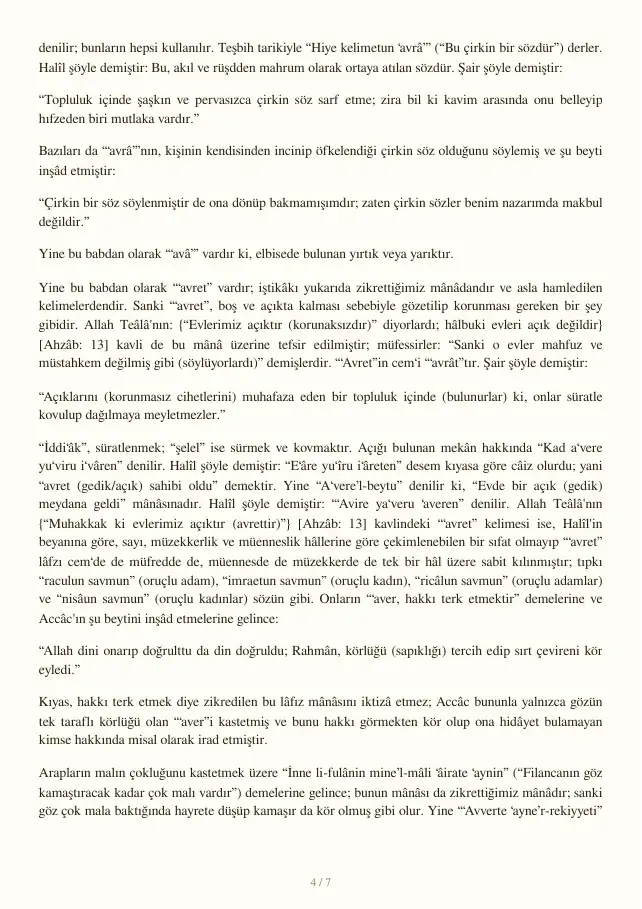 denilir; bunların hepsi kullanılır. Teşbih tarikiyle “Hiye kelimetun ‘avrâ’” (“Bu çirkin bir sözdür”) derler.
Halîl şöyle demiştir: Bu, akıl ve rüşdden mahrum olarak ortaya atılan sözdür. Şair şöyle demiştir:
“Topluluk içinde şaşkın ve pervasızca çirkin söz sarf etme; zira bil ki kavim arasında onu belleyip
hıfzeden biri mutlaka vardır.”
Bazıları da “‘avrâ’”nın, kişinin kendisinden incinip öfkelendiği çirkin söz olduğunu söylemiş ve şu beyti
inşâd etmiştir:
“Çirkin bir söz söylenmiştir de ona dönüp bakmamışımdır; zaten çirkin sözler benim nazarımda makbul
değildir.”
Yine bu babdan olarak “‘avâ’” vardır ki, elbisede bulunan yırtık veya yarıktır.
Yine bu babdan olarak “‘avret” vardır; iştikâkı yukarıda zikrettiğimiz mânâdandır ve asla hamledilen
kelimelerdendir. Sanki “‘avret”, boş ve açıkta kalması sebebiyle gözetilip korunması gereken bir şey
gibidir. Allah Teâlâ'nın: {“Evlerimiz açıktır (korunaksızdır)” diyorlardı; hâlbuki evleri açık değildir}
[Ahzâb: 13] kavli de bu mânâ üzerine tefsir edilmiştir; müfessirler: “Sanki o evler mahfuz ve
müstahkem değilmiş gibi (söylüyorlardı)” demişlerdir. “‘Avret”in cem‘i “‘avrât”tır. Şair şöyle demiştir:
“Açıklarını (korunmasız cihetlerini) muhafaza eden bir topluluk içinde (bulunurlar) ki, onlar süratle
kovulup dağılmaya meyletmezler.”
“İddi‘âk”, süratlenmek; “şelel” ise sürmek ve kovmaktır. Açığı bulunan mekân hakkında “Kad a‘vere
yu‘viru i‘vâren” denilir. Halîl şöyle demiştir: “E‘âre yu‘îru i‘âreten” desem kıyasa göre câiz olurdu; yani
“avret (gedik/açık) sahibi oldu” demektir. Yine “A‘vere’l-beytu” denilir ki, “Evde bir açık (gedik)
meydana geldi” mânâsınadır. Halîl şöyle demiştir: “‘Avire ya‘veru ‘averen” denilir. Allah Teâlâ'nın
{“Muhakkak ki evlerimiz açıktır (avrettir)”} [Ahzâb: 13] kavlindeki “‘avret” kelimesi ise, Halîl'in
beyanına göre, sayı, müzekkerlik ve müenneslik hâllerine göre çekimlenebilen bir sıfat olmayıp “‘avret”
lâfzı cem‘de de müfredde de, müennesde de müzekkerde de tek bir hâl üzere sabit kılınmıştır; tıpkı
“raculun savmun” (oruçlu adam), “imraetun savmun” (oruçlu kadın), “ricâlun savmun” (oruçlu adamlar)
ve “nisâun savmun” (oruçlu kadınlar) sözün gibi. Onların “‘aver, hakkı terk etmektir” demelerine ve
Accâc'ın şu beytini inşâd etmelerine gelince:
“Allah dini onarıp doğrulttu da din doğruldu; Rahmân, körlüğü (sapıklığı) tercih edip sırt çevireni kör
eyledi.”
Kıyas, hakkı terk etmek diye zikredilen bu lâfız mânâsını iktizâ etmez; Accâc bununla yalnızca gözün
tek taraflı körlüğü olan “‘aver”i kastetmiş ve bunu hakkı görmekten kör olup ona hidâyet bulamayan
kimse hakkında misal olarak irad etmiştir.
Arapların malın çokluğunu kastetmek üzere “İnne li-fulânin mine’l-mâli ‘âirate ‘aynin” (“Filancanın göz
kamaştıracak kadar çok malı vardır”) demelerine gelince; bunun mânâsı da zikrettiğimiz mânâdır; sanki
göz çok mala baktığında hayrete düşüp kamaşır da kör olmuş gibi olur. Yine “‘Avverte ‘ayne’r-rekiyyeti”
4 / 7